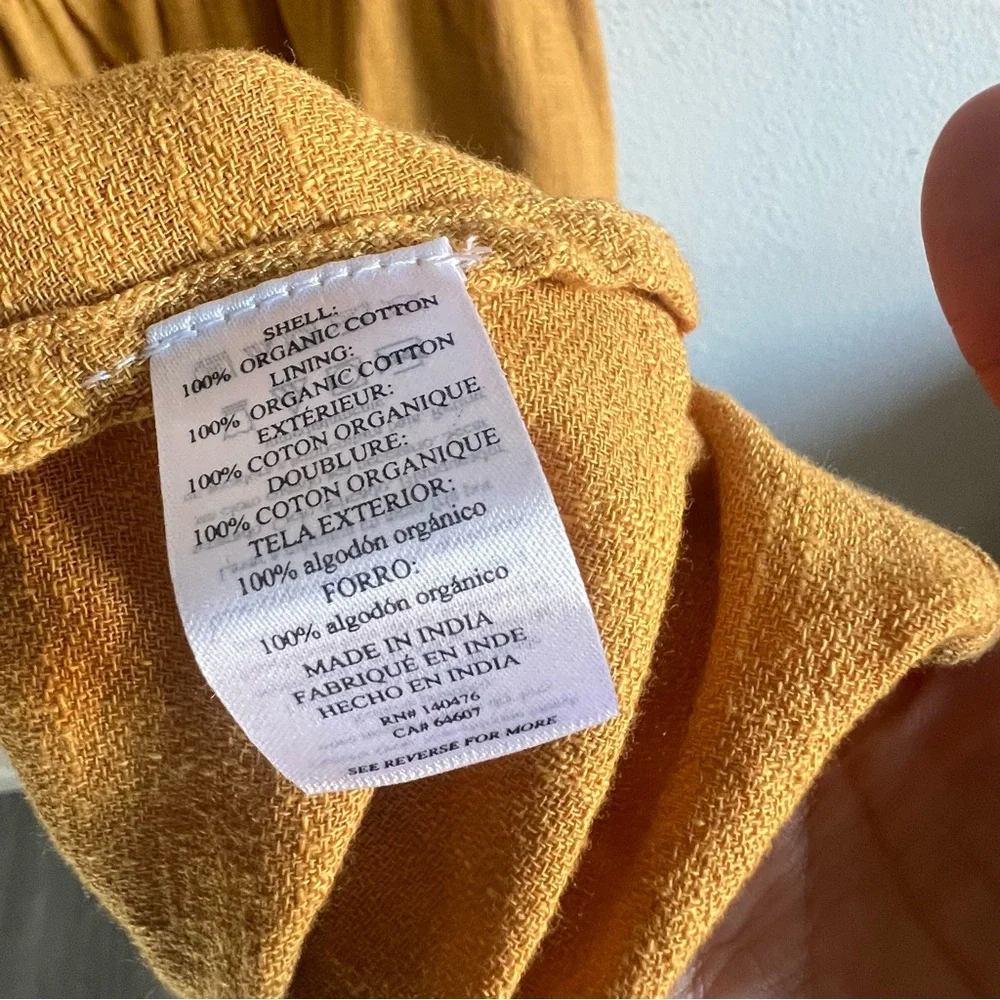 SHELL:
100% ORGANIC COTTON
LINING:
100% ORGANIC COTTON
EXTÉRIEUR:
100% COTON ORGANIQUE
DOUBLURE:
100% COTON ORGANIQUE
TELA EXTERIOR:
100% algodón orgánico
FORRO:
100% algodón orgánico
MADE IN INDIA
FABRIQUÉ EN INDE
HECHO EN INDIA
RN# 140476
CA# 64607
SEE REVERSE FOR MORE